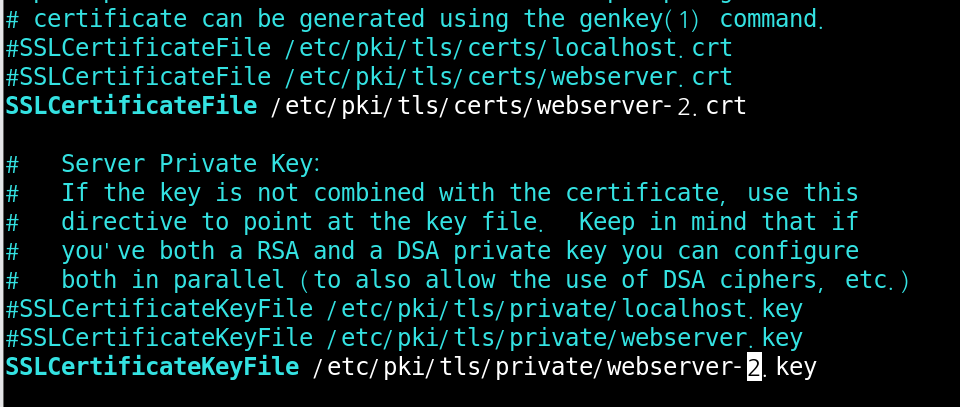 # certificate can be generated using the genkey(1) command.
#SSLCertificateFile /etc/pki/tls/certs/localhost.crt
#SSLCertificateFile /etc/pki/tls/certs/webserver.crt
SSLCertificateFile /etc/pki/tls/certs/webserver-2.crt
#   Server Private Key:
#   If the key is not combined with the certificate, use this
#   directive to point at the key file.  Keep in mind that if
#   you've both a RSA and a DSA private key you can configure
#   both in parallel (to also allow the use of DSA ciphers, etc.)
#SSLCertificateKeyFile /etc/pki/tls/private/localhost.key
#SSLCertificateKeyFile /etc/pki/tls/private/webserver.key
SSLCertificateKeyFile /etc/pki/tls/private/webserver-2.key